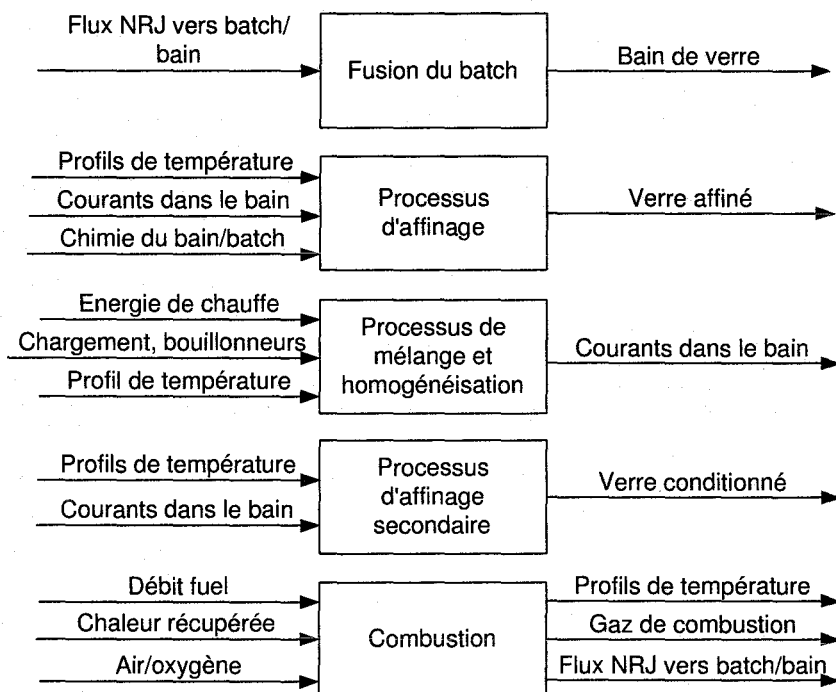 Flux NRJ vers batch/
bain
Fusion du batch
Bain de verre
Profils de température
Courants dans le bain
Chimie du bain/batch
Processus
d'affinage
Verre affiné
Energie de chauffe
Chargement, bouillonneurs
Profil de température
Processus de
mélange et
homogénéisation
Courants dans le bain
Profils de température
Courants dans le bain
Processus
d'affinage
secondaire
Verre conditionné
Débit fuel
Chaleur récupérée
Air/oxygène
Combustion
Profils de température
Gaz de combustion
Flux NRJ vers batch/bain